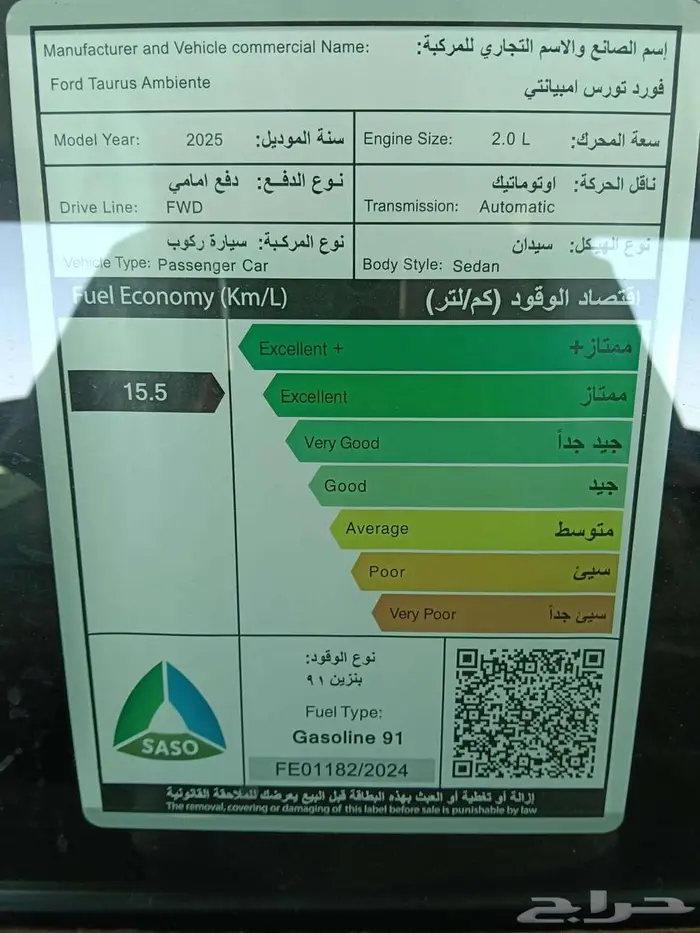 Manufacturer and Vehicle commercial Name: إسم الصانع والاسم التجاري للمركبة:
Ford Taurus Ambiente فورد تورس امبيانتي
Model Year: 2025 سنة الموديل: Engine Size: 2.0 L سعة المحرك:
نوع الدفع: دفع امامي ناقل الحركة: اوتوماتيك
Drive Line: FWD Transmission: Automatic
نوع المركبة: سيارة ركوب نوع الهيكل: سيدان
Vehicle Type: Passenger Car Body Style: Sedan
Fuel Economy (Km/L) اقتصاد الوقود (كم/لتر)
Excellent + ممتاز+
15.5 Excellent ممتاز
Very Good جيد جداً
Good جيد
Average متوسط
Poor سيئ
Very Poor سيئ جداً
نوع الوقود:
بنزين ٩١
Fuel Type:
Gasoline 91
SASO
FE01182/2024
إزالة أو تغطية أو العبث بهذه البطاقة قبل البيع يعرضك للملاحقة القانونية
The removal, covering or damaging of this label before sale is punishable by law
حراج